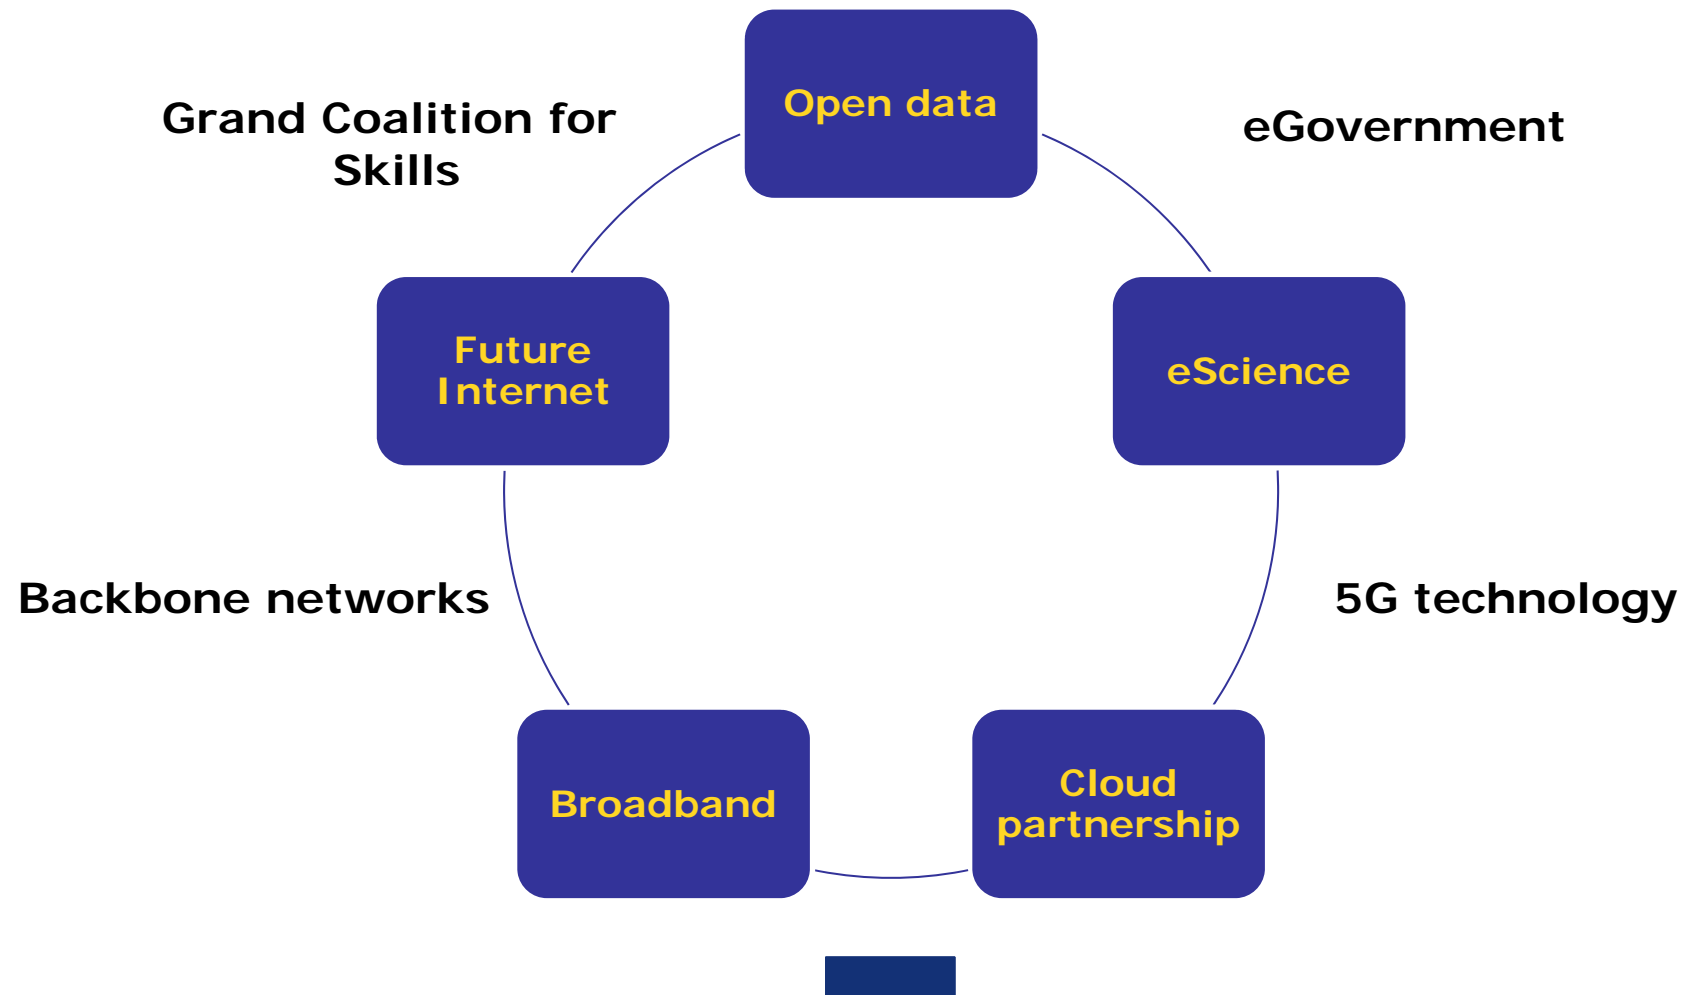 Open data
Grand Coalition for
Skills
eGovernment
Future
Internet
eScience
Backbone networks
5G technology
Broadband
Cloud
partnership